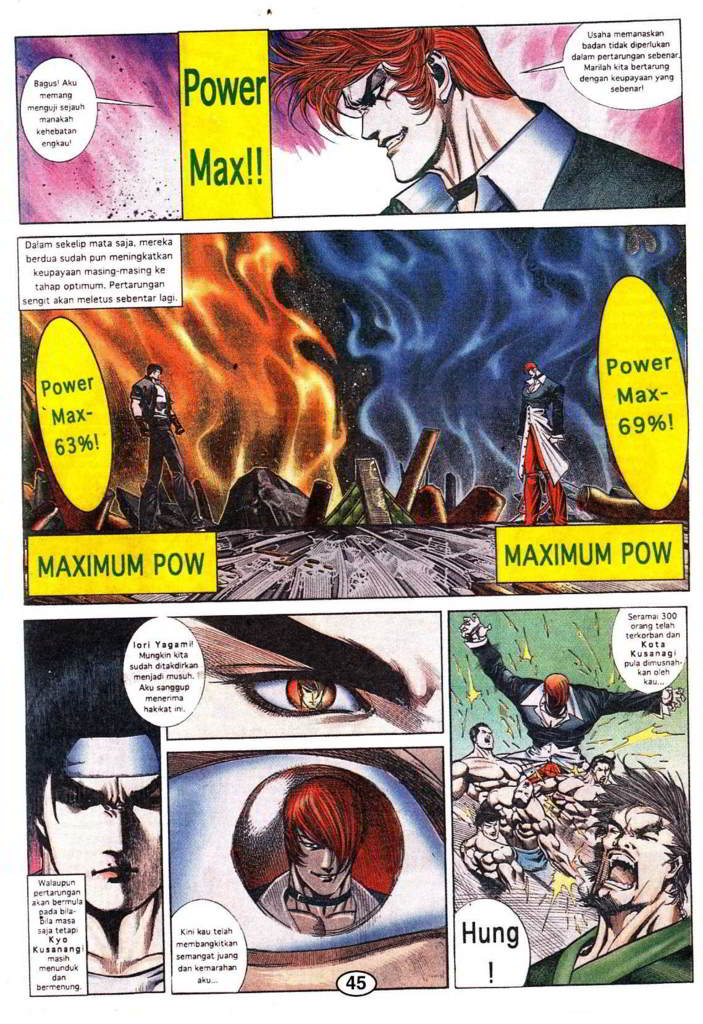 Bagus! Aku
memang
menguji sejauh
manakah
kehebatan
engkau!
Power
Max!!
Usaha memanaskan
badan tidak diperlukan
dalam pertarungan sebenar.
Marilah kita bertarung
dengan keupayaan yang
sebenar!
Dalam sekelip mata saja, mereka
berdua sudah pun meningkatkan
keupayaan masing-masing ke
tahap optimum. Pertarungan
sengit akan meletus sebentar lagi.
Power
Max-
63%!
Power
Max-
69%!
MAXIMUM POW
MAXIMUM POW
Iori Yagami!
Mungkin kita
sudah ditakdirkan
menjadi musuh.
Aku sanggup
menerima
hakikat ini.
Walaupun
pertarungan
akan bermula
pada bila-
bila masa
saja tetapi
Kyo
Kusanangi
masih
menunduk
dan
bermenung.
Kini kau telah
membangkitkan
semangat juang
dan kemarahan
aku...
Seramai 300
orang telah
terkorban dan
Kota
Kusanagi
pula dimusnah-
kan oleh
kau...
Hung
!
45